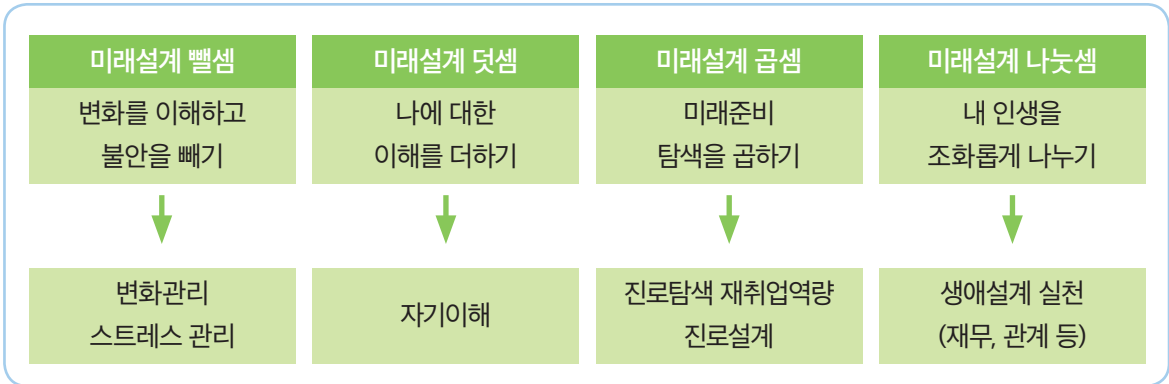 미래설계 뺄셈
변화를 이해하고
불안을 빼기
변화관리
스트레스 관리
미래설계 덧셈
나에 대한
이해를 더하기
자기이해
미래설계 곱셈
미래준비
탐색을 곱하기
진로탐색 재취업역량
진로설계
미래설계 나눗셈
내 인생을
조화롭게 나누기
생애설계 실천
(재무, 관계 등)